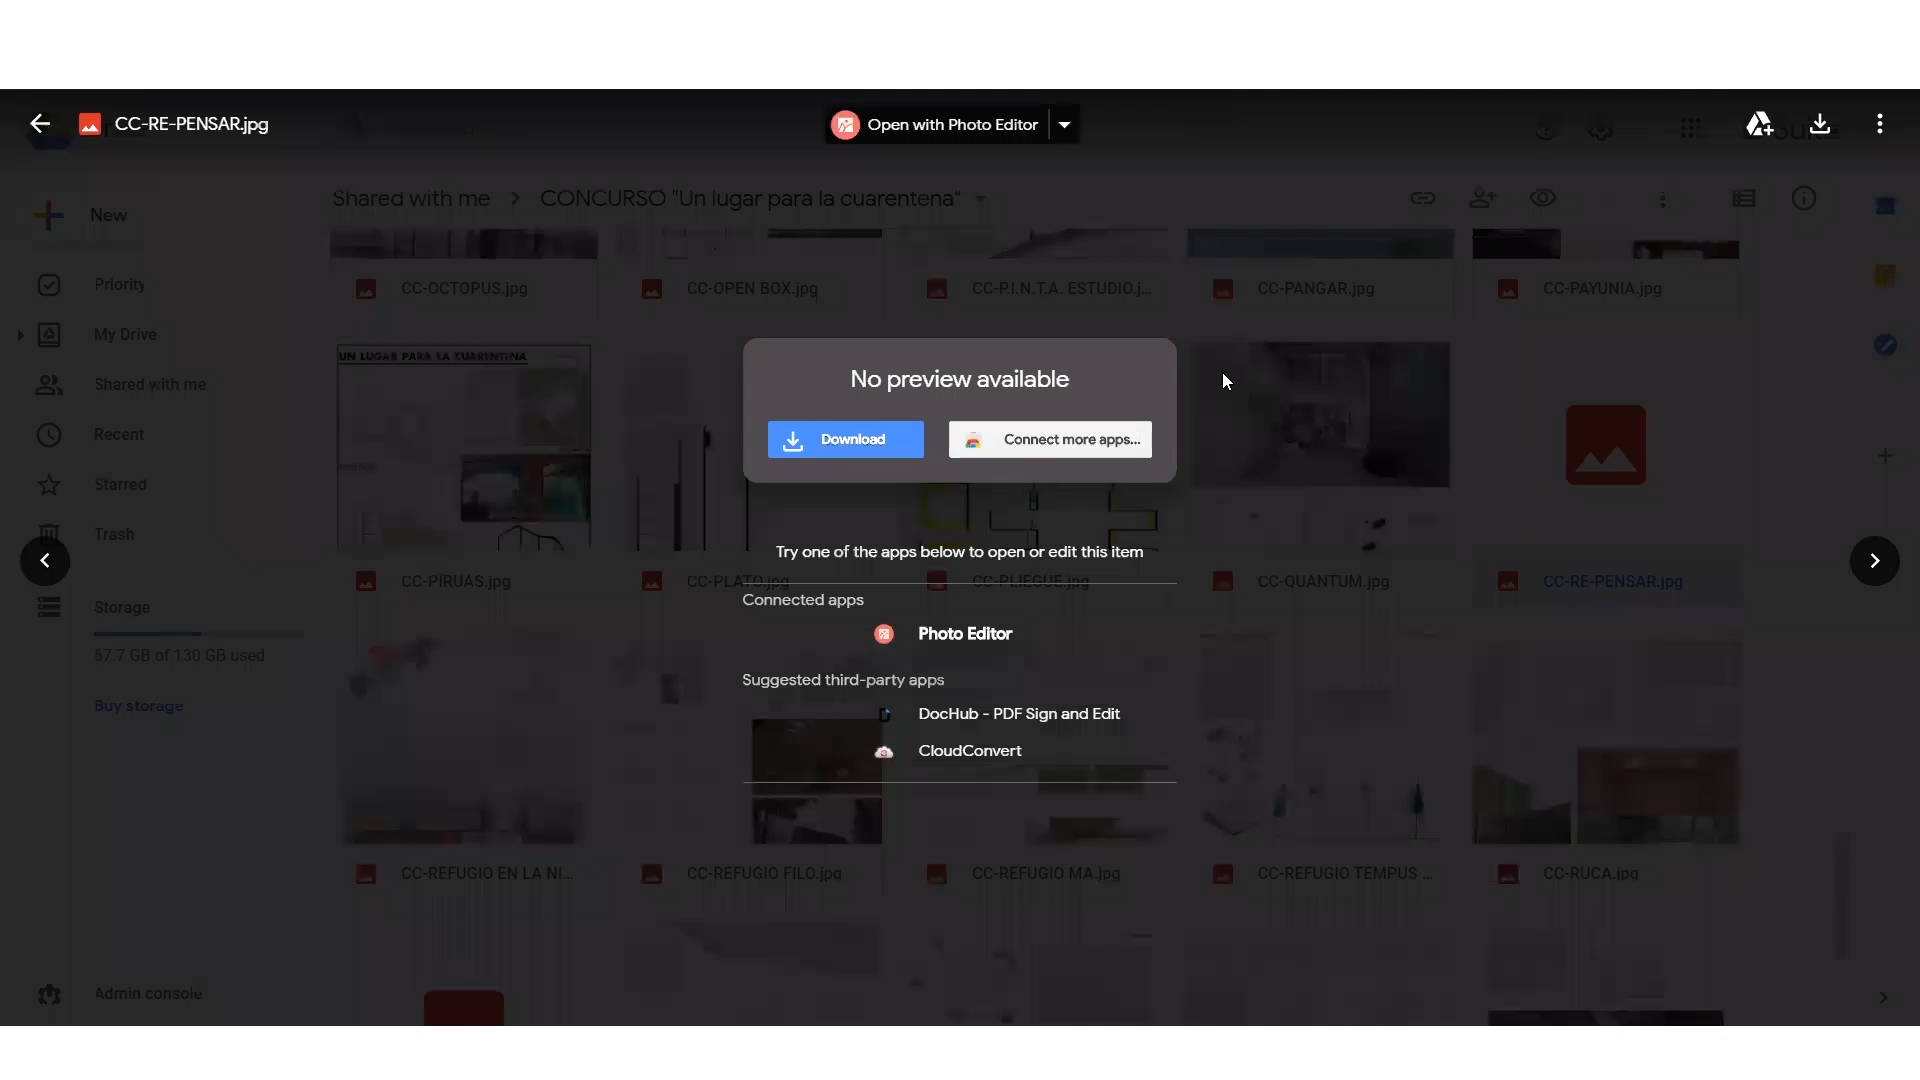 CC-RE-PENSAR.jpg
Open with Photo Editor
New
Shared with me > CONCURSO "Un lugar para la cuarentena"
Priority
My Drive
Shared with me
Recent
Starred
Trash
Storage
67.7 GB of 130 GB used
Buy storage
Admin console
CC-OCTOPUS.jpg
CC-OPEN BOX.jpg
CC-P.I.N.T.A. ESTUDIO.j...
CC-PANGAR.jpg
CC-PAYUNIA.jpg
UN LUGAR PARA LA CUARENTENA
No preview available
Download
Connect more apps...
Try one of the apps below to open or edit this item
CC-PIRUAS.jpg
CC-PLATO.jpg
CC-PLIEGUE.jpg
CC-QUANTUM.jpg
CC-RE-PENSAR.jpg
Connected apps
Photo Editor
Suggested third-party apps
DocHub - PDF Sign and Edit
CloudConvert
CC-REFUGIO EN LA NI...
CC-REFUGIO FILO.jpg
CC-REFUGIO MA.jpg
CC-REFUGIO TEMPUS ...
CC-RUCA.jpg